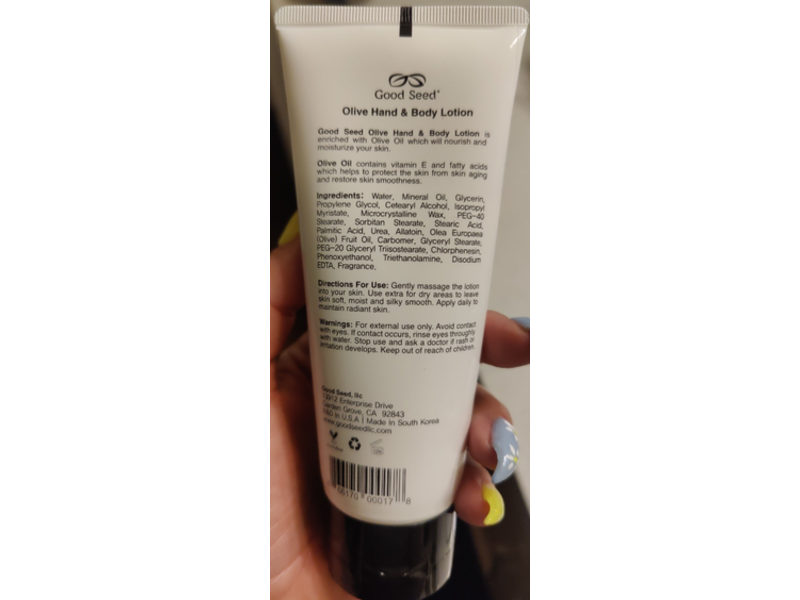 Good Seed®
Olive Hand & Body Lotion
Good Seed Olive Hand & Body Lotion is
enriched with Olive Oil which will nourish and
moisturize your skin.
Olive Oil contains vitamin E and fatty acids
which helps to protect the skin from skin aging
and restore skin smoothness.
Ingredients: Water, Mineral Oil, Glycerin,
Propylene Glycol, Cetearyl Alcohol, Isopropyl
Myristate, Microcrystalline Wax, PEG-40
Stearate, Sorbitan Stearate, Stearic Acid,
Palmitic Acid, Urea, Allatoin, Olea Europaea
(Olive) Fruit Oil, Carbomer, Glyceryl Stearate,
PEG-20 Glyceryl Triisostearate, Chlorphenesin,
Phenoxyethanol, Triethanolamine, Disodium
EDTA, Fragrance,
Directions For Use: Gently massage the lotion
into your skin. Use extra for dry areas to leave
skin soft, moist and silky smooth. Apply daily to
maintain radiant skin.
Warnings: For external use only. Avoid contact
with eyes. If contact occurs, rinse eyes throughly
with water. Stop use and ask a doctor if rash or
irritation develops. Keep out of reach of children.
Good Seed, llc
Enterprise Drive
Garden Grove, CA 92843
R&D In U.S.A | Made In South Korea
www.goodseedllc.com
00017 8